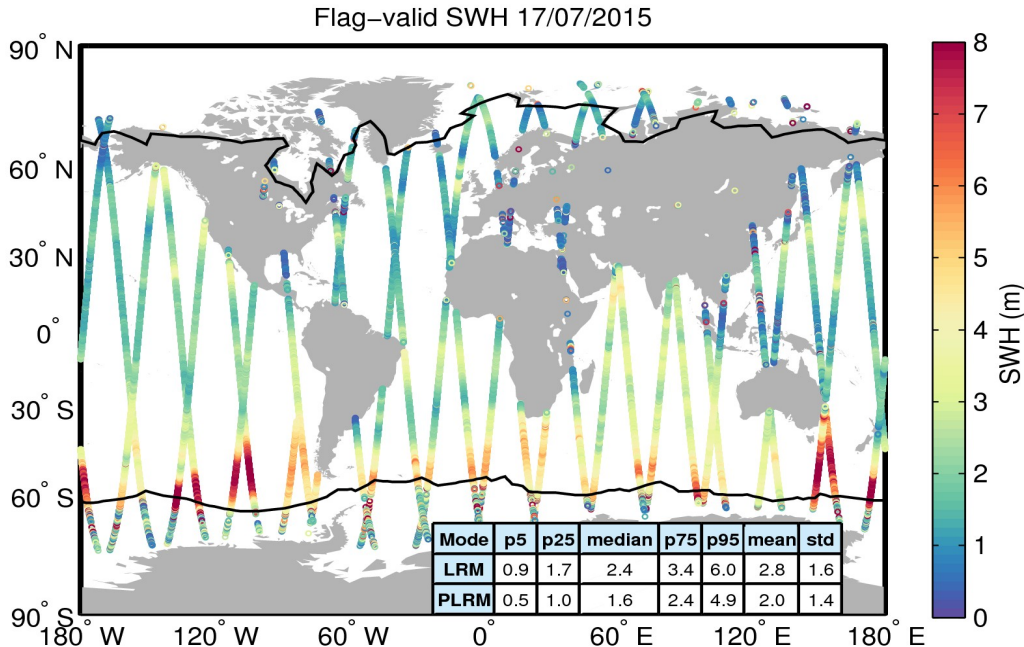 Flag−valid SWH 17/07/2015
90° N
60° N
30° N
0°
30° S
60° S
90° S
180° W
120° W
60° W
0°
60° E
120° E
180° E
Mode p5 p25 median p75 p95 mean std
LRM 0.9 1.7 2.4 3.4 6.0 2.8 1.6
PLRM 0.5 1.0 1.6 2.4 4.9 2.0 1.4
8
7
6
5
4
3
2
1
0
SWH (m)